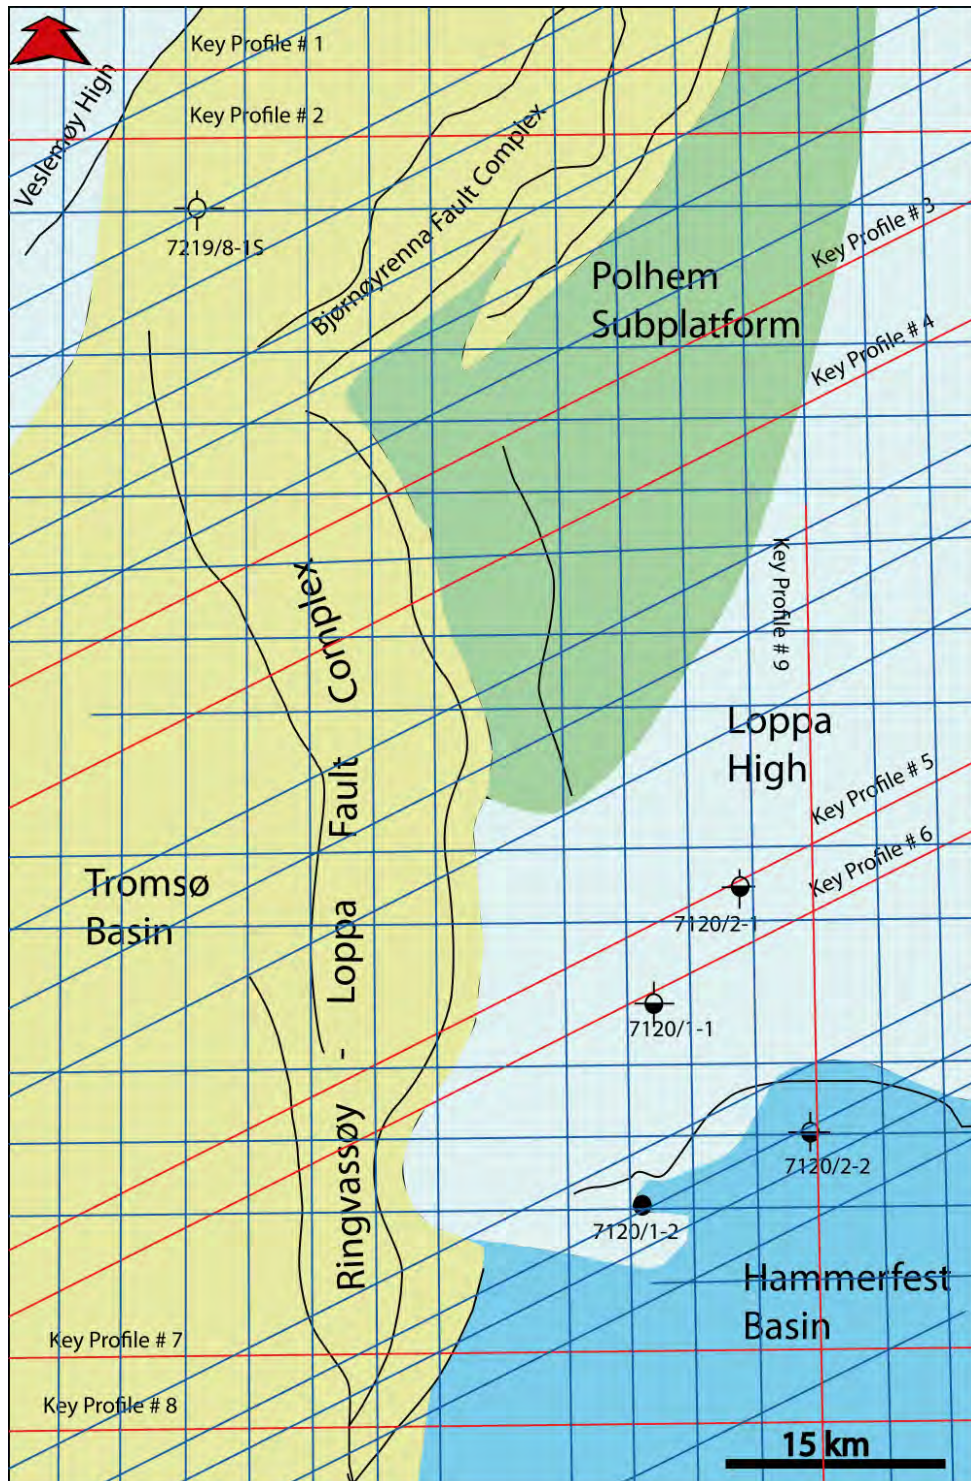 Key Profile # 1
Veslemøy High
Key Profile # 2
Bjørnøyrenna Fault Complex
7219/8-1S
Key Profile # 3
Polhem
Subplatform
Key Profile # 4
Key Profile # 9
Ringvassøy - Loppa Fault Complex
Loppa
High
Key Profile # 5
Key Profile # 6
Tromsø
Basin
7120/2-1
7120/1-1
7120/2-2
7120/1-2
Hammerfest
Basin
Key Profile # 7
Key Profile # 8
15 km